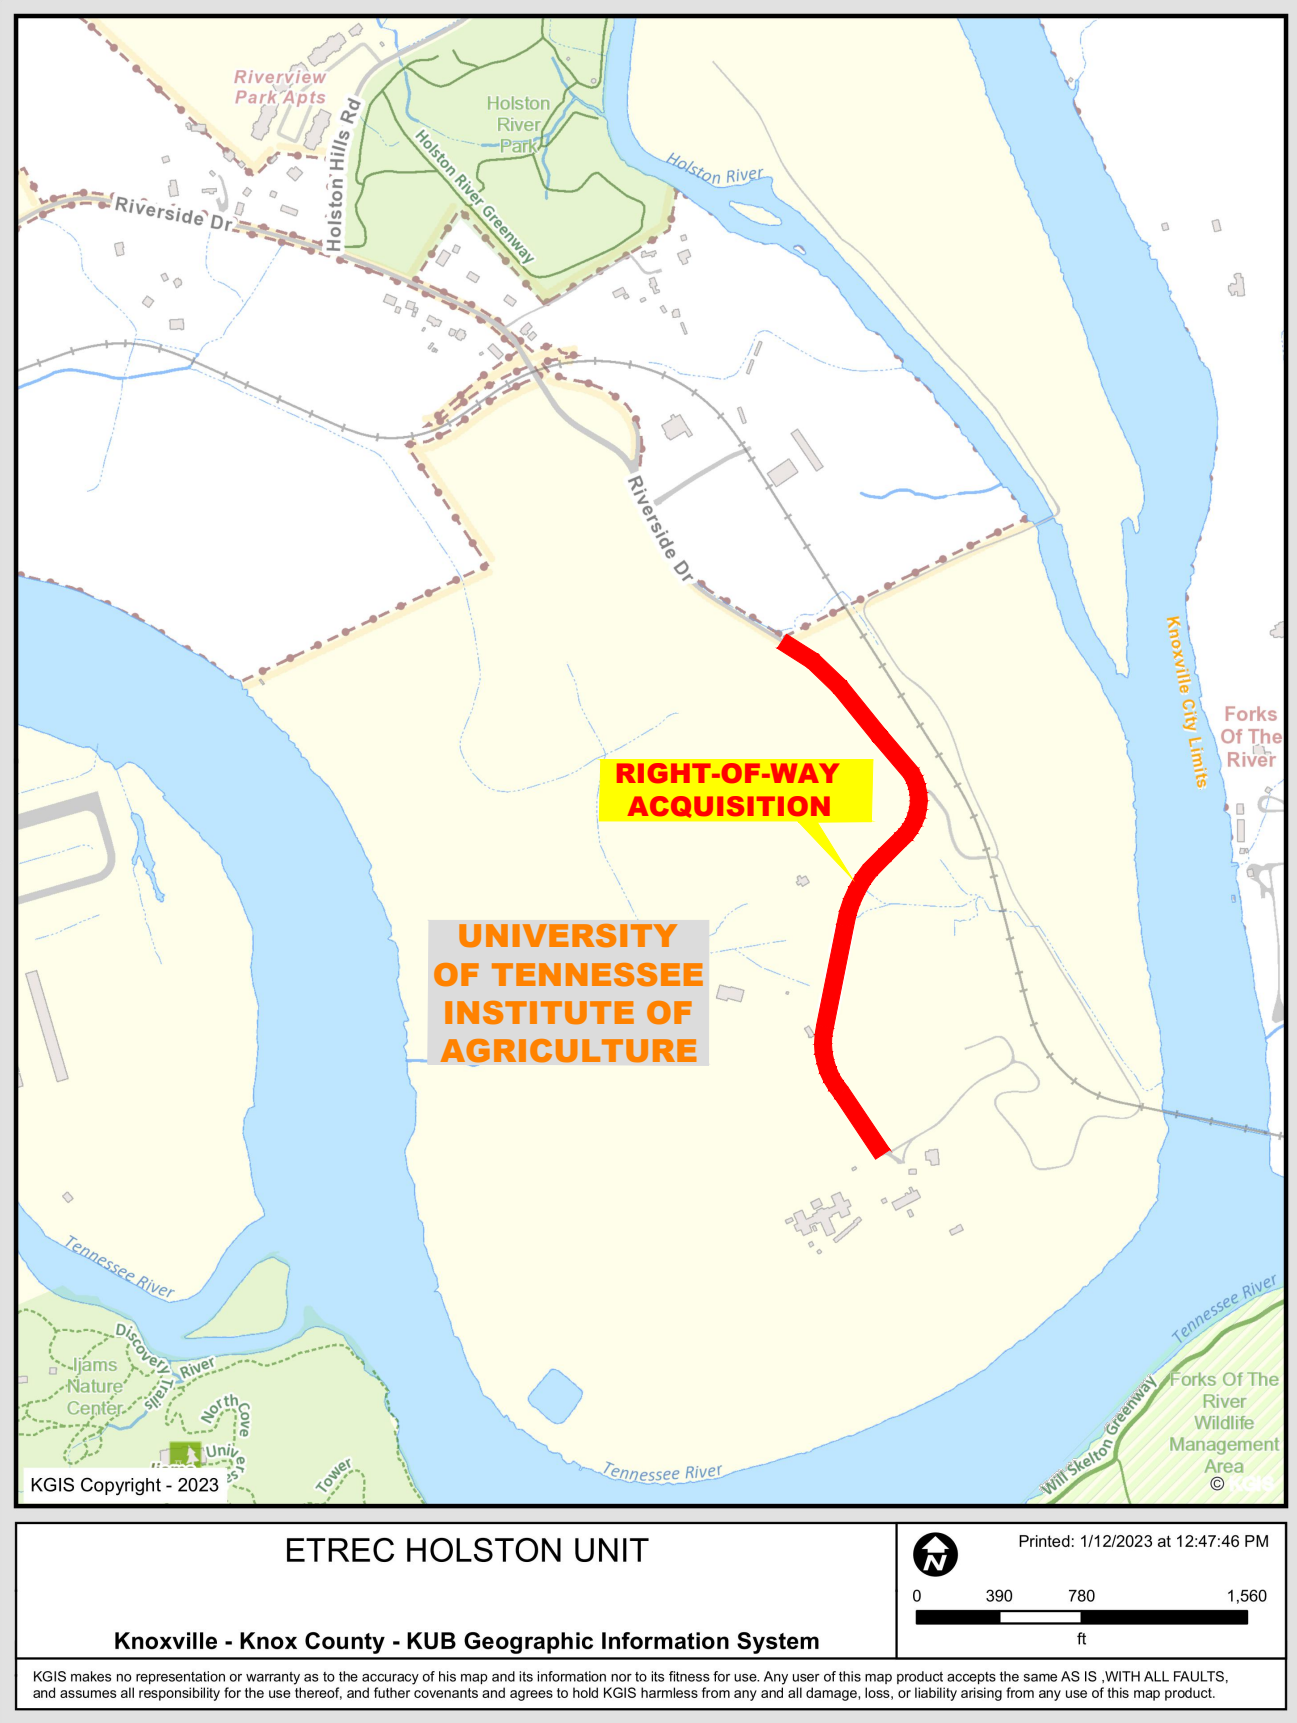 Riverview
Park Apts
Holston Hills Rd
Holston
River
Park
Holston River Greenway
Holston River
Riverside Dr
Riverside Dr
Knoxville City Limits
Forks
Of The
River
RIGHT-OF-WAY
ACQUISITION
UNIVERSITY
OF TENNESSEE
INSTITUTE OF
AGRICULTURE
Tennessee River
Discovery
Trails
River
Ijams
Nature
Center
North
Cove
Tower
Tennessee River
Tennessee River
Will Skelton Greenway
Forks Of The
River
Wildlife
Management
Area
KGIS Copyright - 2023
© KGIS
ETREC HOLSTON UNIT
Knoxville - Knox County - KUB Geographic Information System
N
Printed: 1/12/2023 at 12:47:46 PM
0 390 780 1,560
ft
KGIS makes no representation or warranty as to the accuracy of his map and its information nor to its fitness for use. Any user of this map product accepts the same AS IS ,WITH ALL FAULTS,
and assumes all responsibility for the use thereof, and futher covenants and agrees to hold KGIS harmless from any and all damage, loss, or liability arising from any use of this map product.